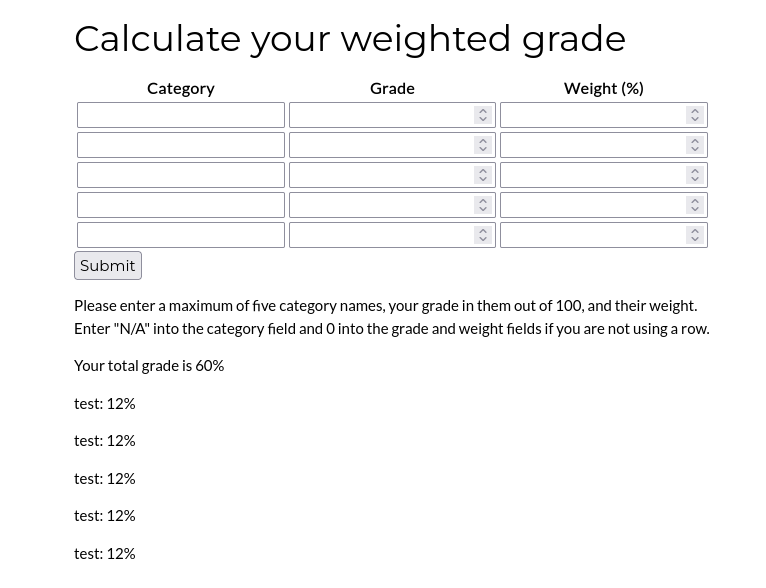 Calculate your weighted grade
Category Grade Weight (%)
Submit
Please enter a maximum of five category names, your grade in them out of 100, and their weight.
Enter "N/A" into the category field and 0 into the grade and weight fields if you are not using a row.
Your total grade is 60%
test: 12%
test: 12%
test: 12%
test: 12%
test: 12%